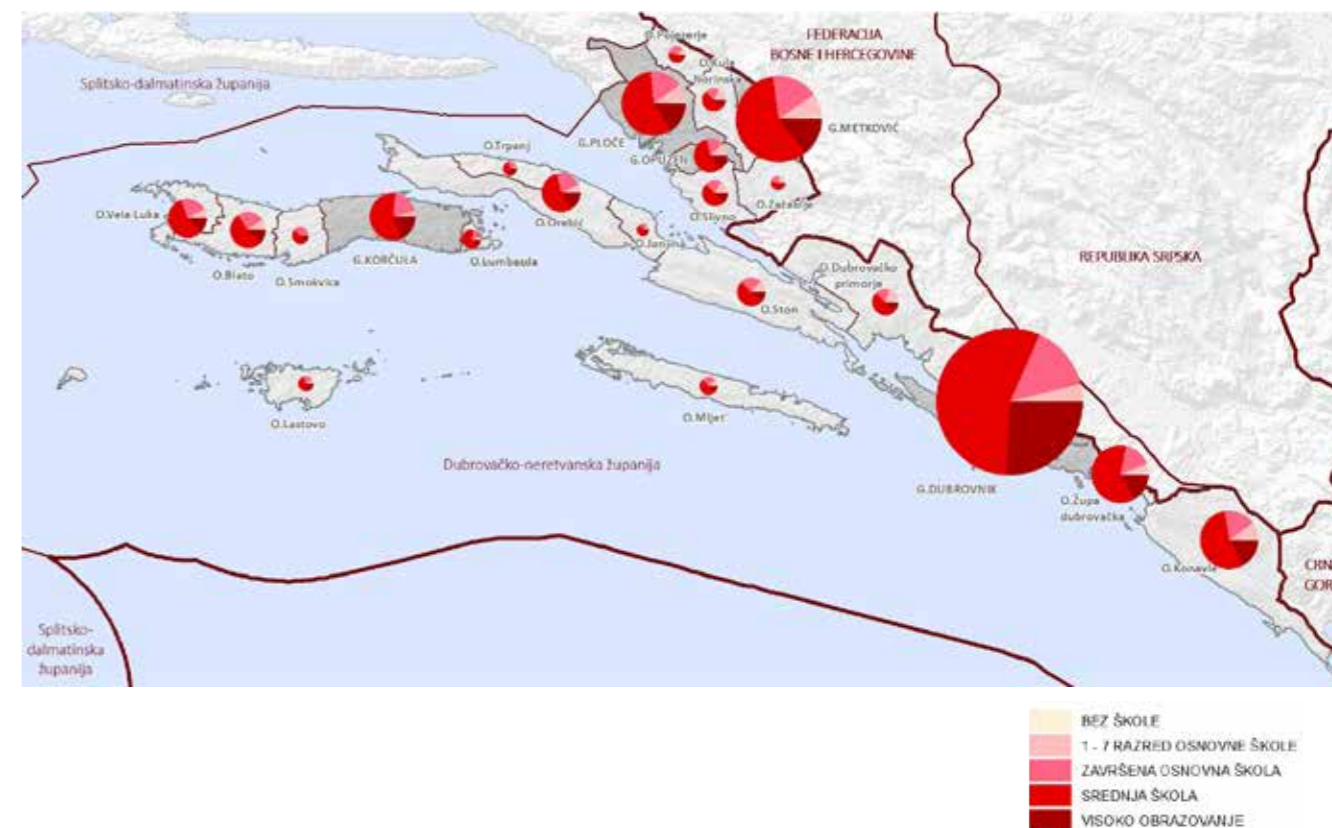 FEDERACIJA
BOSNE I HERCEGOVINE
O.Pojezerje
O.Kula
Norinska
Splitsko-dalmatinska županija
G.METKOVIĆ
G.PLOČE
O.Trpanj
G.OPUZEN
O.Slivno
O.Zažablje
O.Vela Luka
O.Orebić
O.Blato
O.Smokvica
G.KORČULA
O.Lumbarda
O.Janjina
REPUBLIKA SRPSKA
O.Dubrovačko
primorje
O.Ston
O.Lastovo
O.Mljet
Dubrovačko-neretvanska županija
G.DUBROVNIK
O.Župa
dubrovačka
O.Konavle
CRN
GOR
Splitsko-
dalmatinska
županija
BEZ ŠKOLE
1 - 7 RAZRED OSNOVNE ŠKOLE
ZAVRŠENA OSNOVNA ŠKOLA
SREDNJA ŠKOLA
VISOKO OBRAZOVANJE